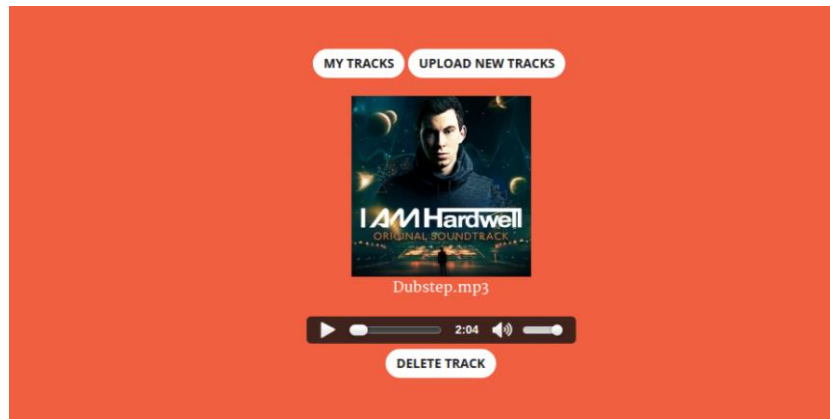 MY TRACKS UPLOAD NEW TRACKS
I AM Hardwell
ORIGINAL SOUNDTRACK
Dubstep.mp3
2:04
DELETE TRACK